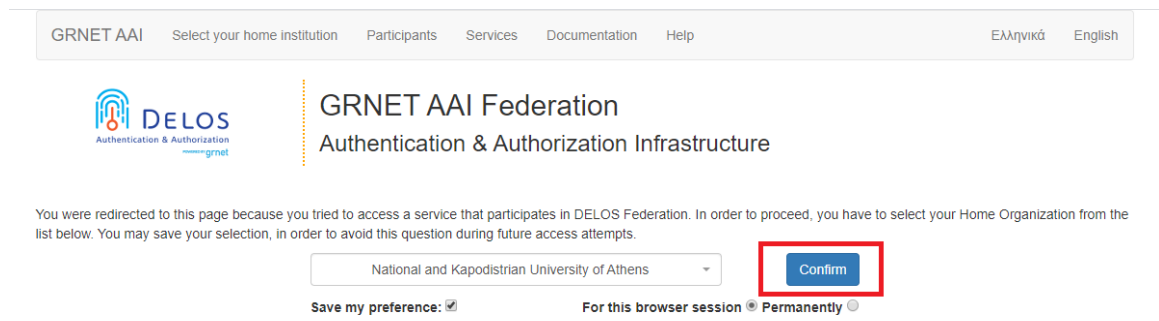 GRNET AAI Select your home institution Participants Services Documentation Help Ελληνικά English
DELOS
Authentication & Authorization
POWERED BY grnet
GRNET AAI Federation
Authentication & Authorization Infrastructure
You were redirected to this page because you tried to access a service that participates in DELOS Federation. In order to proceed, you have to select your Home Organization from the
list below. You may save your selection, in order to avoid this question during future access attempts.
National and Kapodistrian University of Athens Confirm
Save my preference: For this browser session Permanently